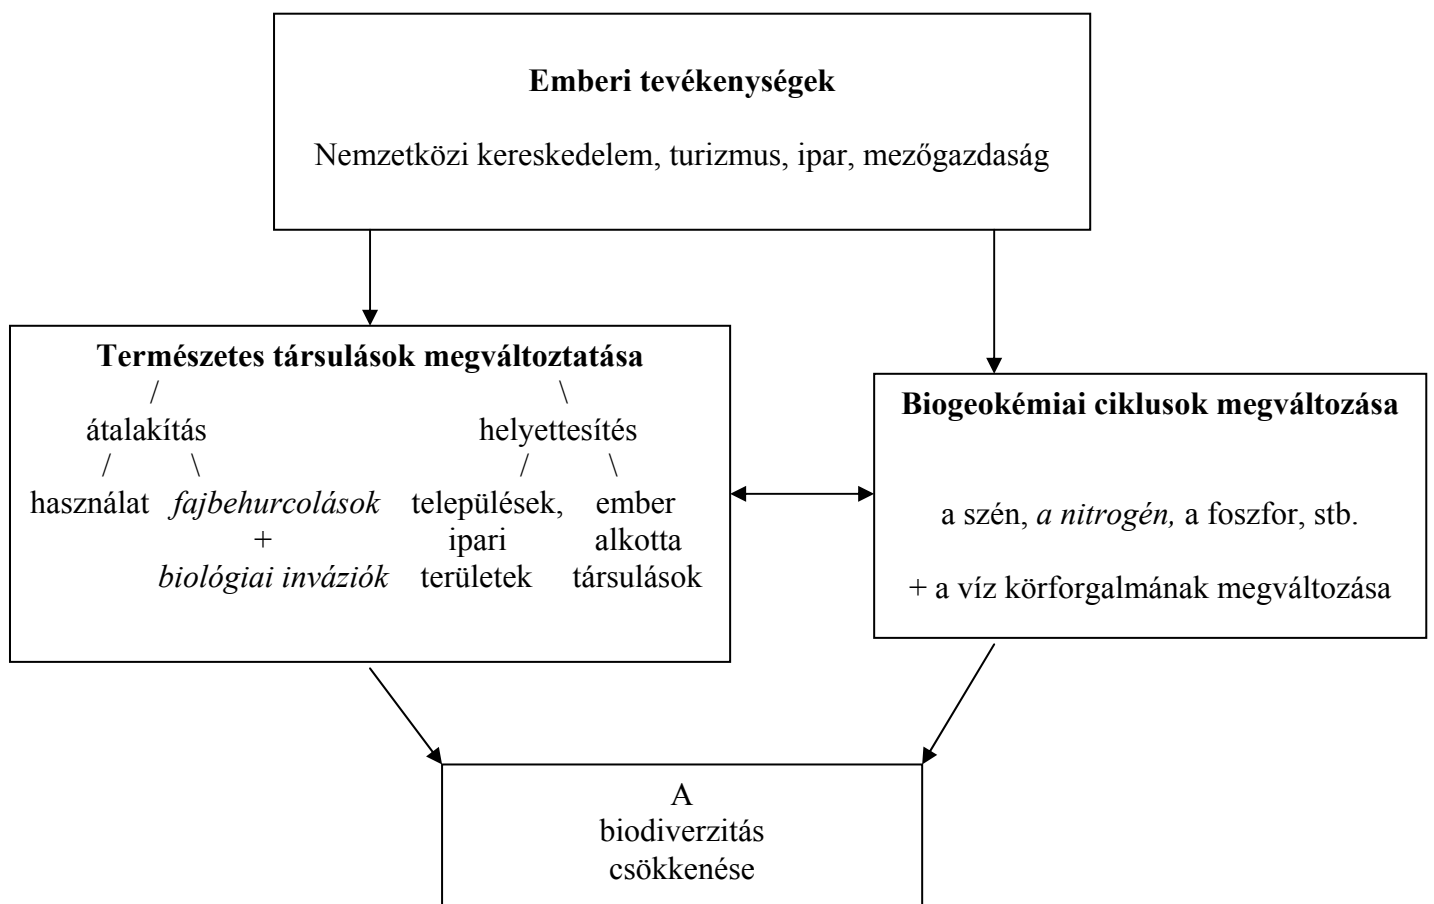 Emberi tevékenységek
Nemzetközi kereskedelem, turizmus, ipar, mezőgazdaság
Természetes társulások megváltoztatása
/ \
átalakítás helyettesítés
/ \ / \
használat fajbehurcolások települések, ember
+ ipari alkotta
biológiai inváziók területek társulások
Biogeokémiai ciklusok megváltozása
a szén, a nitrogén, a foszfor, stb.
+ a víz körforgalmának megváltozása
A
biodiverzitás
csökkenése